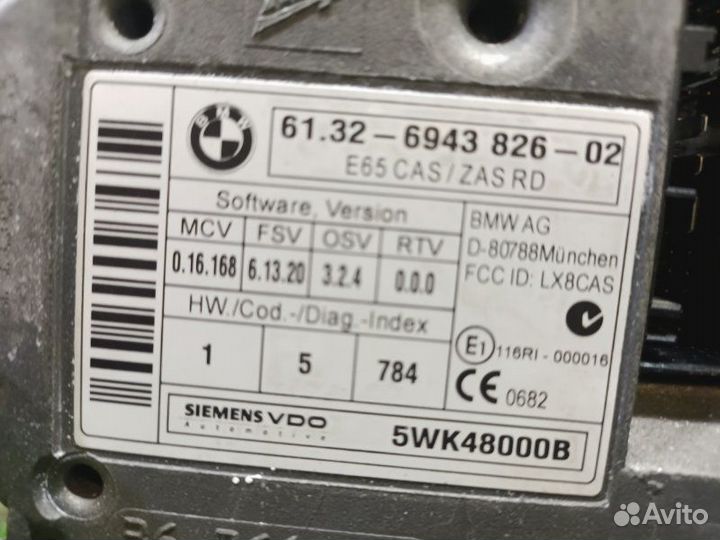 BMW
61.32-6943 826-02
E65 CAS/ZAS RD
Software, Version
MCV FSV OSV RTV
0.16.168 6.13.20 3.2.4 0.0.0
HW./Cod.-/Diag.-Index
1 5 784
BMW AG
D-80788München
FCC ID: LX8CAS
E1 116RI-000016
CE 0682
SIEMENS VDO
Automotive
5WK48000B
Avito